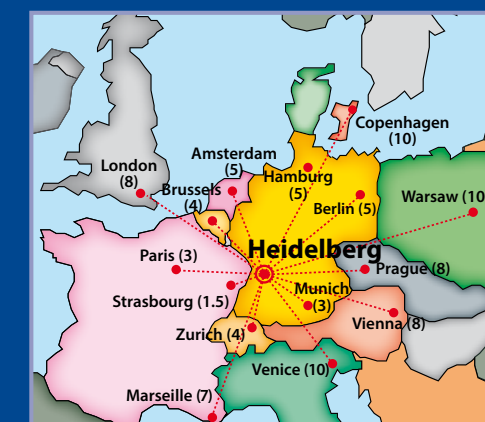 Copenhagen
(10)
Amsterdam
(5)
London
(8)
Hamburg
(5)
Brussels
(4)
Berlin (5)
Warsaw (10
Heidelberg
Paris (3)
Prague (8)
Munich
(3)
Strasbourg (1.5)
Vienna (8)
Zurich (4)
Venice (10)
Marseille (7)